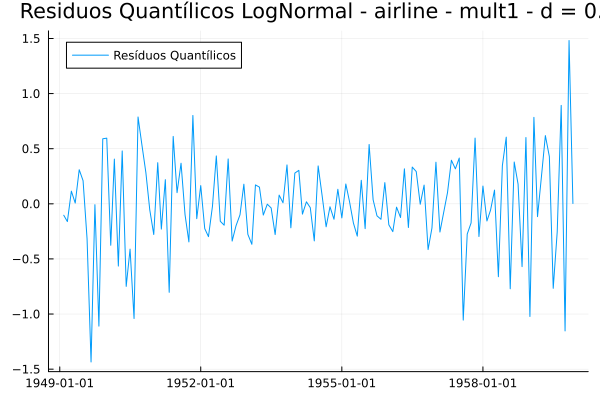 Resíduos Quantílicos LogNormal - airline - mult1 - d = 0.
Resíduos Quantílicos
1.5
1.0
0.5
0.0
−0.5
−1.0
−1.5
1949-01-01 1952-01-01 1955-01-01 1958-01-01